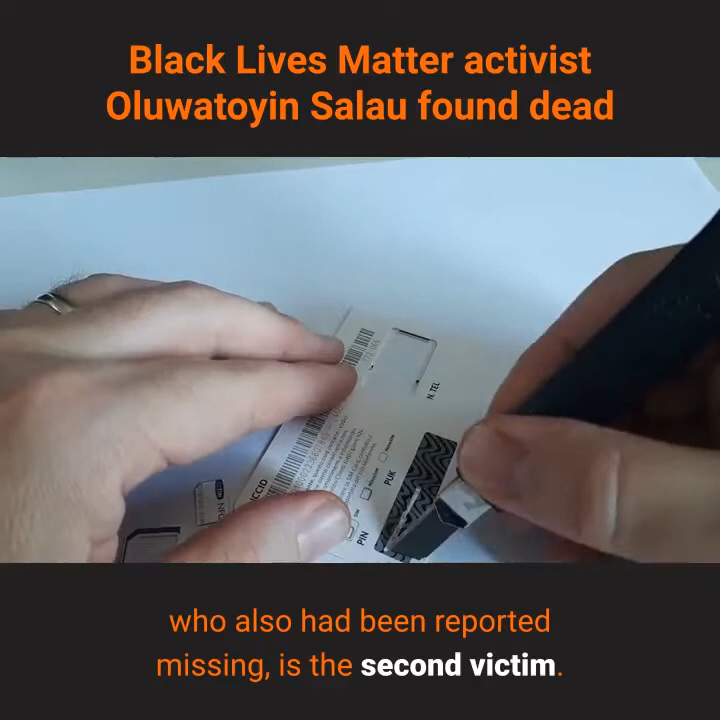 Black Lives Matter activist
Oluwatoyin Salau found dead
N. TEL
ICCID
PUK
PIN
who also had been reported
missing, is the second victim.